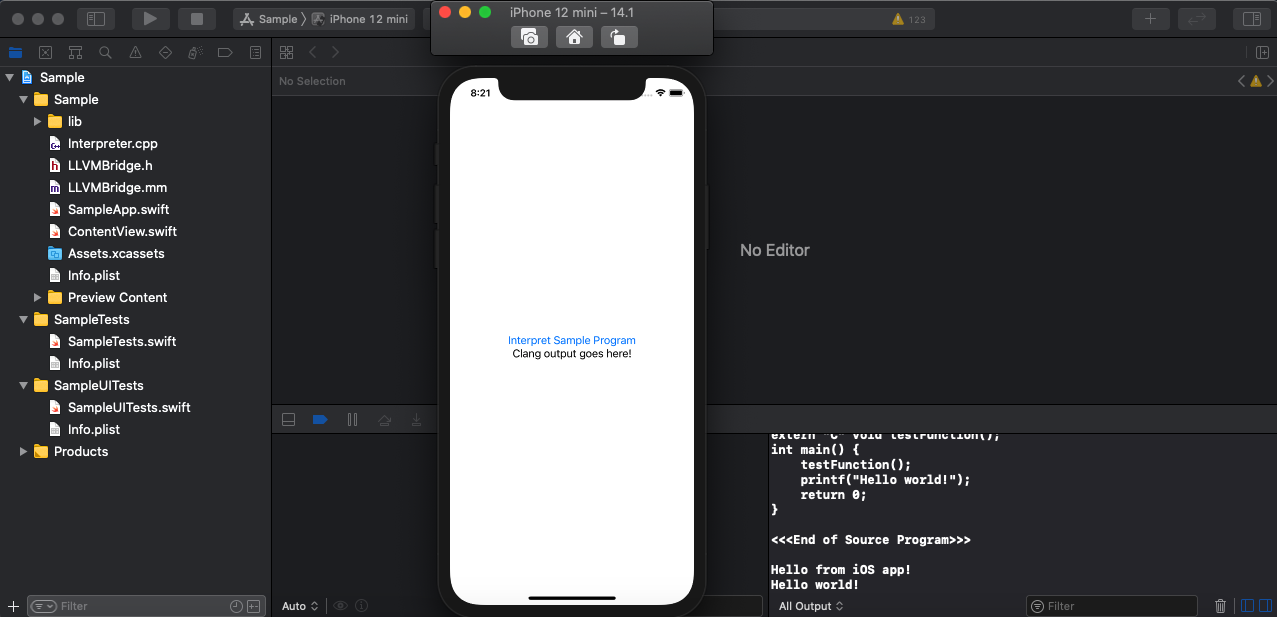 Sample
iPhone 12 mini
iPhone 12 mini – 14.1
123
No Selection
Sample
Sample
lib
Interpreter.cpp
LLVMBridge.h
LLVMBridge.mm
SampleApp.swift
ContentView.swift
Assets.xcassets
Info.plist
Preview Content
SampleTests
SampleTests.swift
Info.plist
SampleUITests
SampleUITests.swift
Info.plist
Products
Filter
8:21
Interpret Sample Program
Clang output goes here!
No Editor
extern "C" void testFunction();
int main() {
    testFunction();
    printf("Hello world!");
    return 0;
}
<<<End of Source Program>>>
Hello from iOS app!
Hello world!
Auto
All Output
Filter